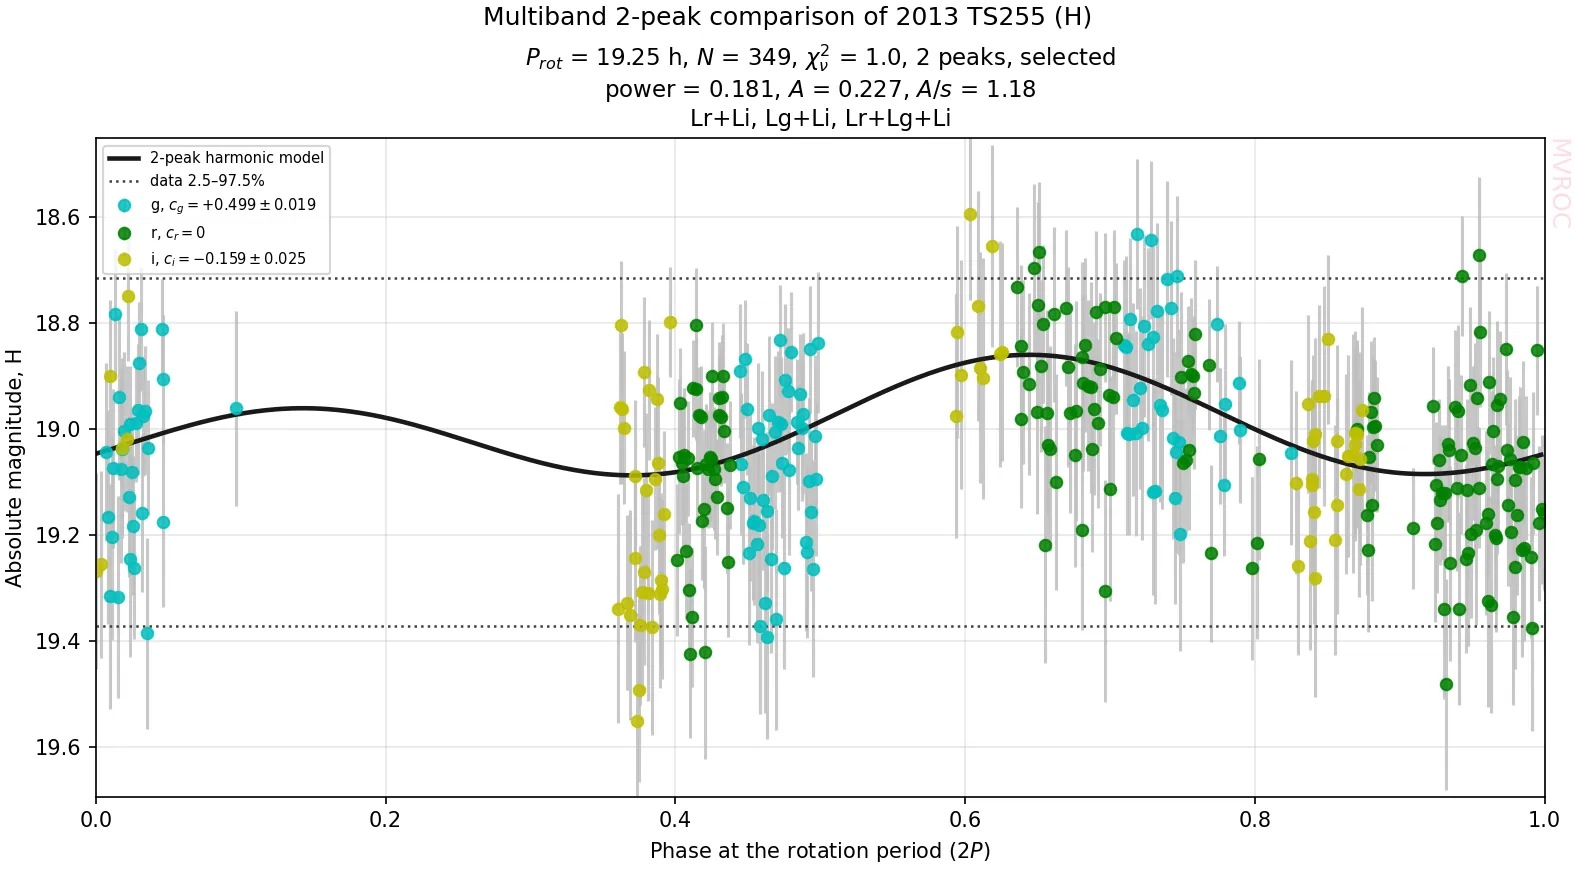 Multiband 2-peak comparison of 2013 TS255 (H)
P_rot = 19.25 h, N = 349, χ²_ν = 1.0, 2 peaks, selected
power = 0.181, A = 0.227, A/s = 1.18
Lr+Li, Lg+Li, Lr+Lg+Li
2-peak harmonic model
data 2.5–97.5%
g, c_g = +0.499 ± 0.019
r, c_r = 0
i, c_i = −0.159 ± 0.025
MVROC
Absolute magnitude, H
18.6
18.8
19.0
19.2
19.4
19.6
0.0 0.2 0.4 0.6 0.8 1.0
Phase at the rotation period (2P)